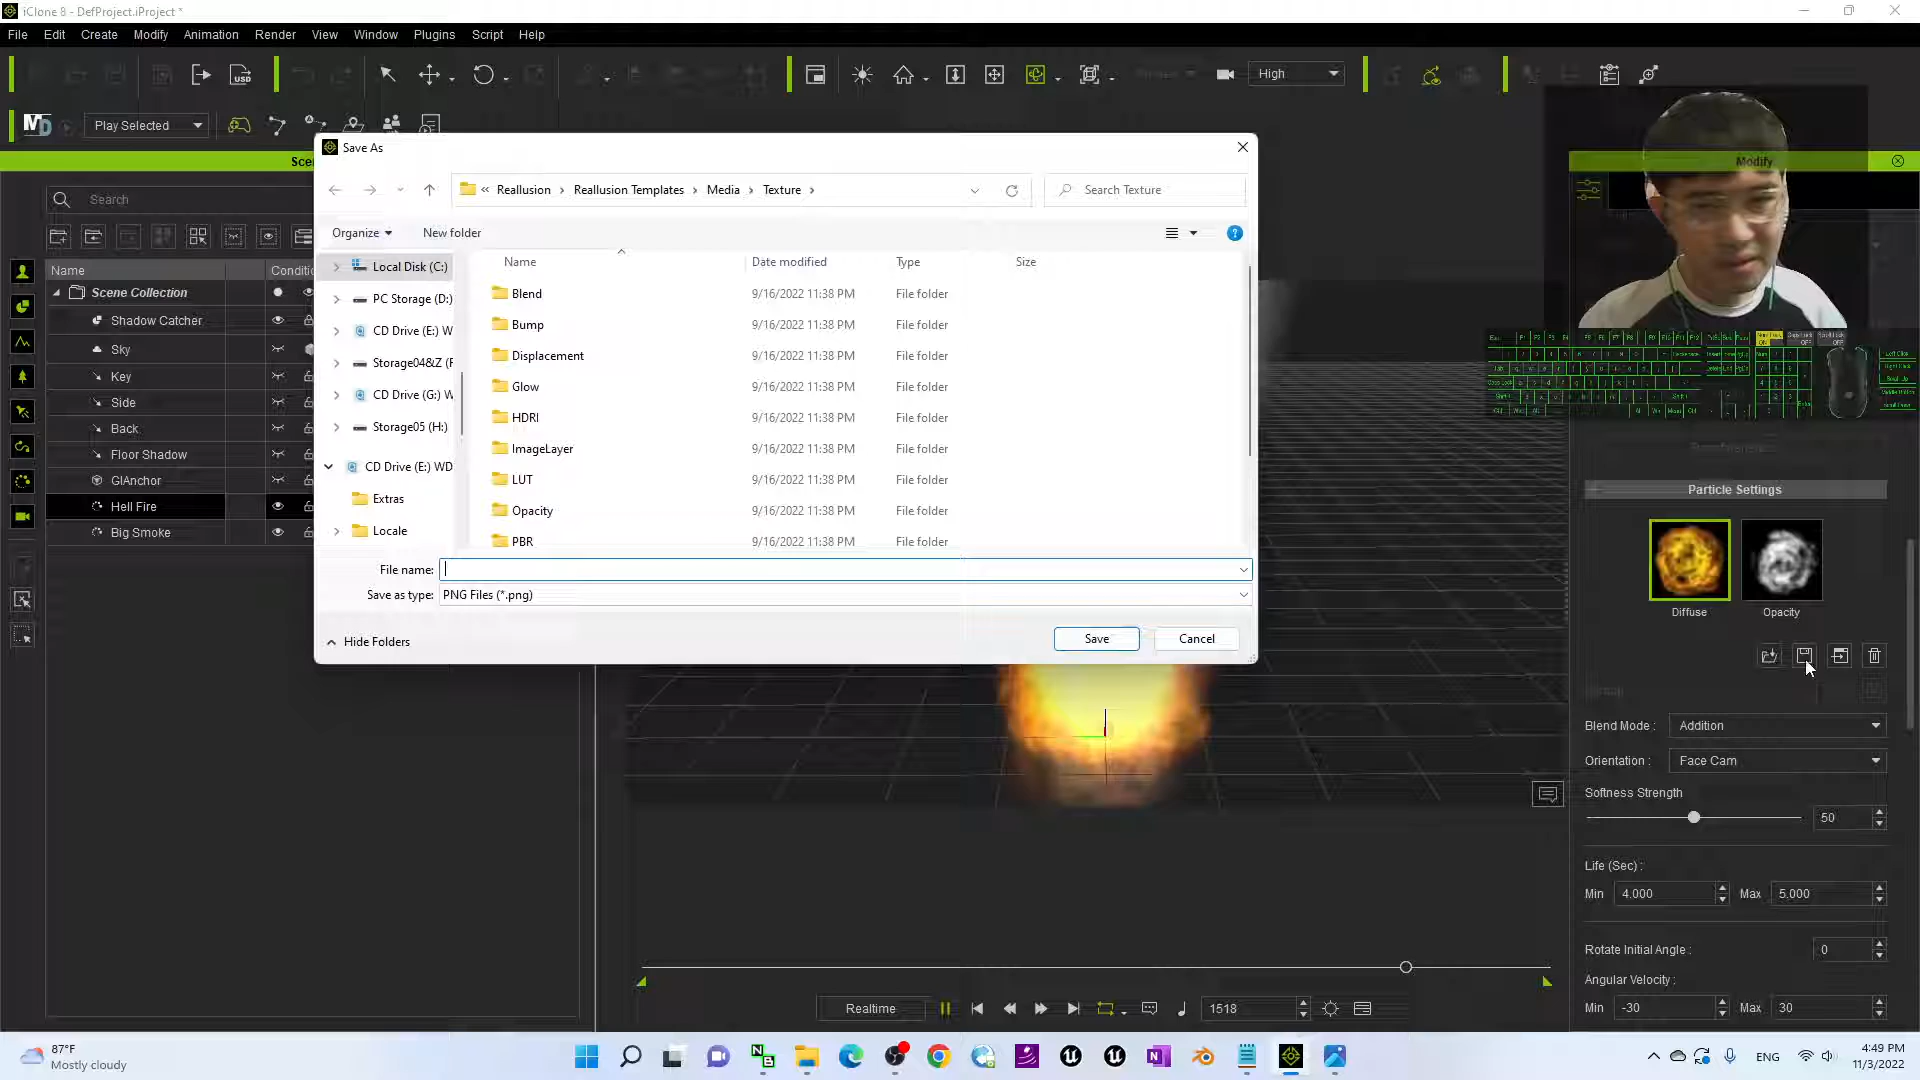 iClone 8 - DefProject.iProject *
File Edit Create Modify Animation Render View Window Plugins Script Help
USD
High
MD Play Selected
Save As
Modify
« Reallusion › Reallusion Templates › Media › Texture ›
Search Texture
Search
Organize New folder
Name Date modified Type Size
Local Disk (C:)
PC Storage (D:)
CD Drive (E:) W
Storage04&Z (F
CD Drive (G:) W
Storage05 (H:)
CD Drive (E:) WD
Extras
Locale
Blend 9/16/2022 11:38 PM File folder
Bump 9/16/2022 11:38 PM File folder
Displacement 9/16/2022 11:38 PM File folder
Glow 9/16/2022 11:38 PM File folder
HDRI 9/16/2022 11:38 PM File folder
ImageLayer 9/16/2022 11:38 PM File folder
LUT 9/16/2022 11:38 PM File folder
Opacity 9/16/2022 11:38 PM File folder
PBR 9/16/2022 11:38 PM File folder
File name:
Save as type: PNG Files (*.png)
Hide Folders
Save Cancel
Name Conditi
Scene Collection
Shadow Catcher
Sky
Key
Side
Back
Floor Shadow
GIAnchor
Hell Fire
Big Smoke
Particle Settings
Diffuse Opacity
Blend Mode : Addition
Orientation : Face Cam
Softness Strength
50
Life (Sec) :
Min 4.000 Max 5.000
Rotate Initial Angle : 0
Angular Velocity :
Min -30 Max 30
Realtime 1518
87°F
Mostly cloudy
ENG
4:49 PM
11/3/2022